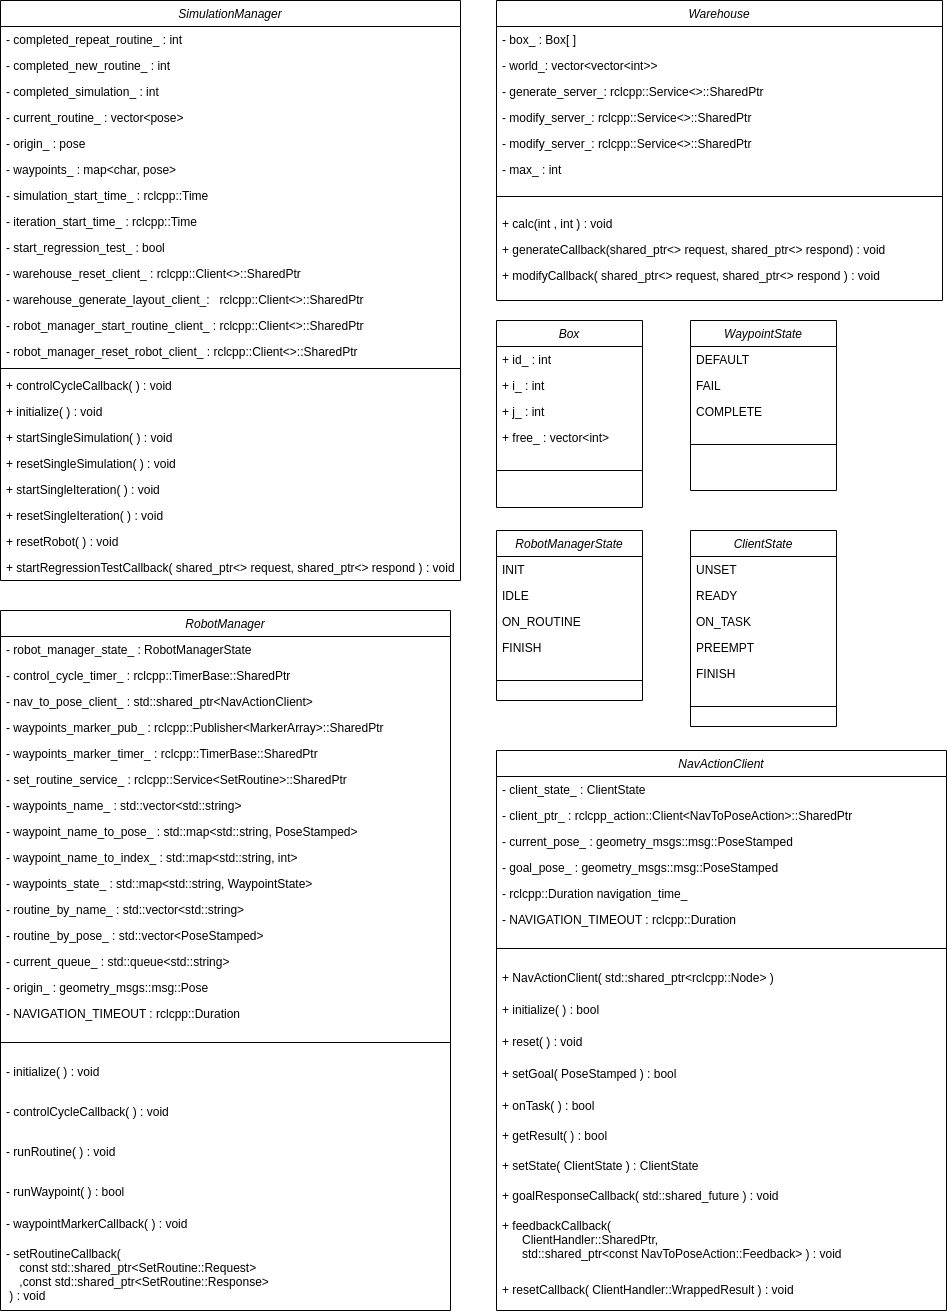 SimulationManager
- completed_repeat_routine_ : int
- completed_new_routine_ : int
- completed_simulation_ : int
- current_routine_ : vector<pose>
- origin_ : pose
- waypoints_ : map<char, pose>
- simulation_start_time_ : rclcpp::Time
- iteration_start_time_ : rclcpp::Time
- start_regression_test_ : bool
- warehouse_reset_client_ : rclcpp::Client<>::SharedPtr
- warehouse_generate_layout_client_: rclcpp::Client<>::SharedPtr
- robot_manager_start_routine_client_ : rclcpp::Client<>::SharedPtr
- robot_manager_reset_robot_client_ : rclcpp::Client<>::SharedPtr
+ controlCycleCallback( ) : void
+ initialize( ) : void
+ startSingleSimulation( ) : void
+ resetSingleSimulation( ) : void
+ startSingleIteration( ) : void
+ resetSingleIteration( ) : void
+ resetRobot( ) : void
+ startRegressionTestCallback( shared_ptr<> request, shared_ptr<> respond ) : void
Warehouse
- box_ : Box[ ]
- world_: vector<vector<int>>
- generate_server_: rclcpp::Service<>::SharedPtr
- modify_server_: rclcpp::Service<>::SharedPtr
- modify_server_: rclcpp::Service<>::SharedPtr
- max_ : int
+ calc(int , int ) : void
+ generateCallback(shared_ptr<> request, shared_ptr<> respond) : void
+ modifyCallback( shared_ptr<> request, shared_ptr<> respond ) : void
Box
+ id_ : int
+ i_ : int
+ j_ : int
+ free_ : vector<int>
WaypointState
DEFAULT
FAIL
COMPLETE
RobotManagerState
INIT
IDLE
ON_ROUTINE
FINISH
ClientState
UNSET
READY
ON_TASK
PREEMPT
FINISH
RobotManager
- robot_manager_state_ : RobotManagerState
- control_cycle_timer_ : rclcpp::TimerBase::SharedPtr
- nav_to_pose_client_ : std::shared_ptr<NavActionClient>
- waypoints_marker_pub_ : rclcpp::Publisher<MarkerArray>::SharedPtr
- waypoints_marker_timer_ : rclcpp::TimerBase::SharedPtr
- set_routine_service_ : rclcpp::Service<SetRoutine>::SharedPtr
- waypoints_name_ : std::vector<std::string>
- waypoint_name_to_pose_ : std::map<std::string, PoseStamped>
- waypoint_name_to_index_ : std::map<std::string, int>
- waypoints_state_ : std::map<std::string, WaypointState>
- routine_by_name_ : std::vector<std::string>
- routine_by_pose_ : std::vector<PoseStamped>
- current_queue_ : std::queue<std::string>
- origin_ : geometry_msgs::msg::Pose
- NAVIGATION_TIMEOUT : rclcpp::Duration
- initialize( ) : void
- controlCycleCallback( ) : void
- runRoutine( ) : void
- runWaypoint( ) : bool
- waypointMarkerCallback( ) : void
- setRoutineCallback(
const std::shared_ptr<SetRoutine::Request>
,const std::shared_ptr<SetRoutine::Response>
) : void
NavActionClient
- client_state_ : ClientState
- client_ptr_ : rclcpp_action::Client<NavToPoseAction>::SharedPtr
- current_pose_ : geometry_msgs::msg::PoseStamped
- goal_pose_ : geometry_msgs::msg::PoseStamped
- rclcpp::Duration navigation_time_
- NAVIGATION_TIMEOUT : rclcpp::Duration
+ NavActionClient( std::shared_ptr<rclcpp::Node> )
+ initialize( ) : bool
+ reset( ) : void
+ setGoal( PoseStamped ) : bool
+ onTask( ) : bool
+ getResult( ) : bool
+ setState( ClientState ) : ClientState
+ goalResponseCallback( std::shared_future ) : void
+ feedbackCallback(
ClientHandler::SharedPtr,
std::shared_ptr<const NavToPoseAction::Feedback> ) : void
+ resetCallback( ClientHandler::WrappedResult ) : void